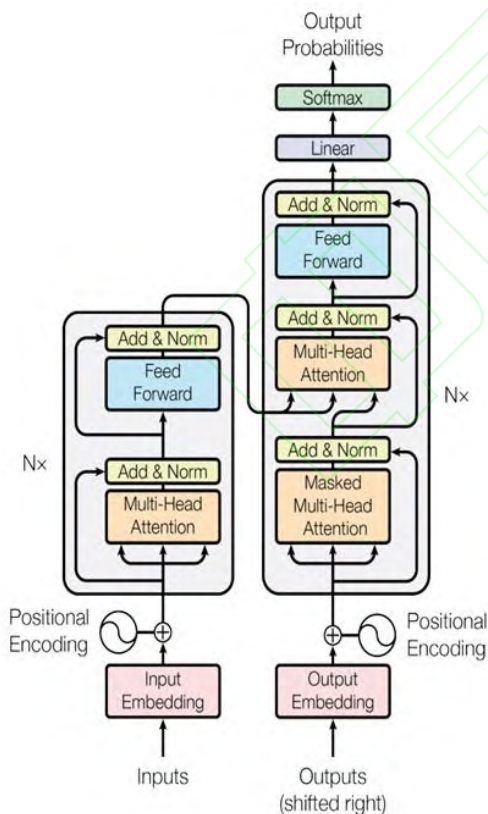 Output
Probabilities
Softmax
Linear
Add & Norm
Feed
Forward
Add & Norm
Multi-Head
Attention
Add & Norm
Masked
Multi-Head
Attention
Nx
Add & Norm
Feed
Forward
Add & Norm
Multi-Head
Attention
Nx
Positional
Encoding
Positional
Encoding
Input
Embedding
Output
Embedding
Inputs
Outputs
(shifted right)